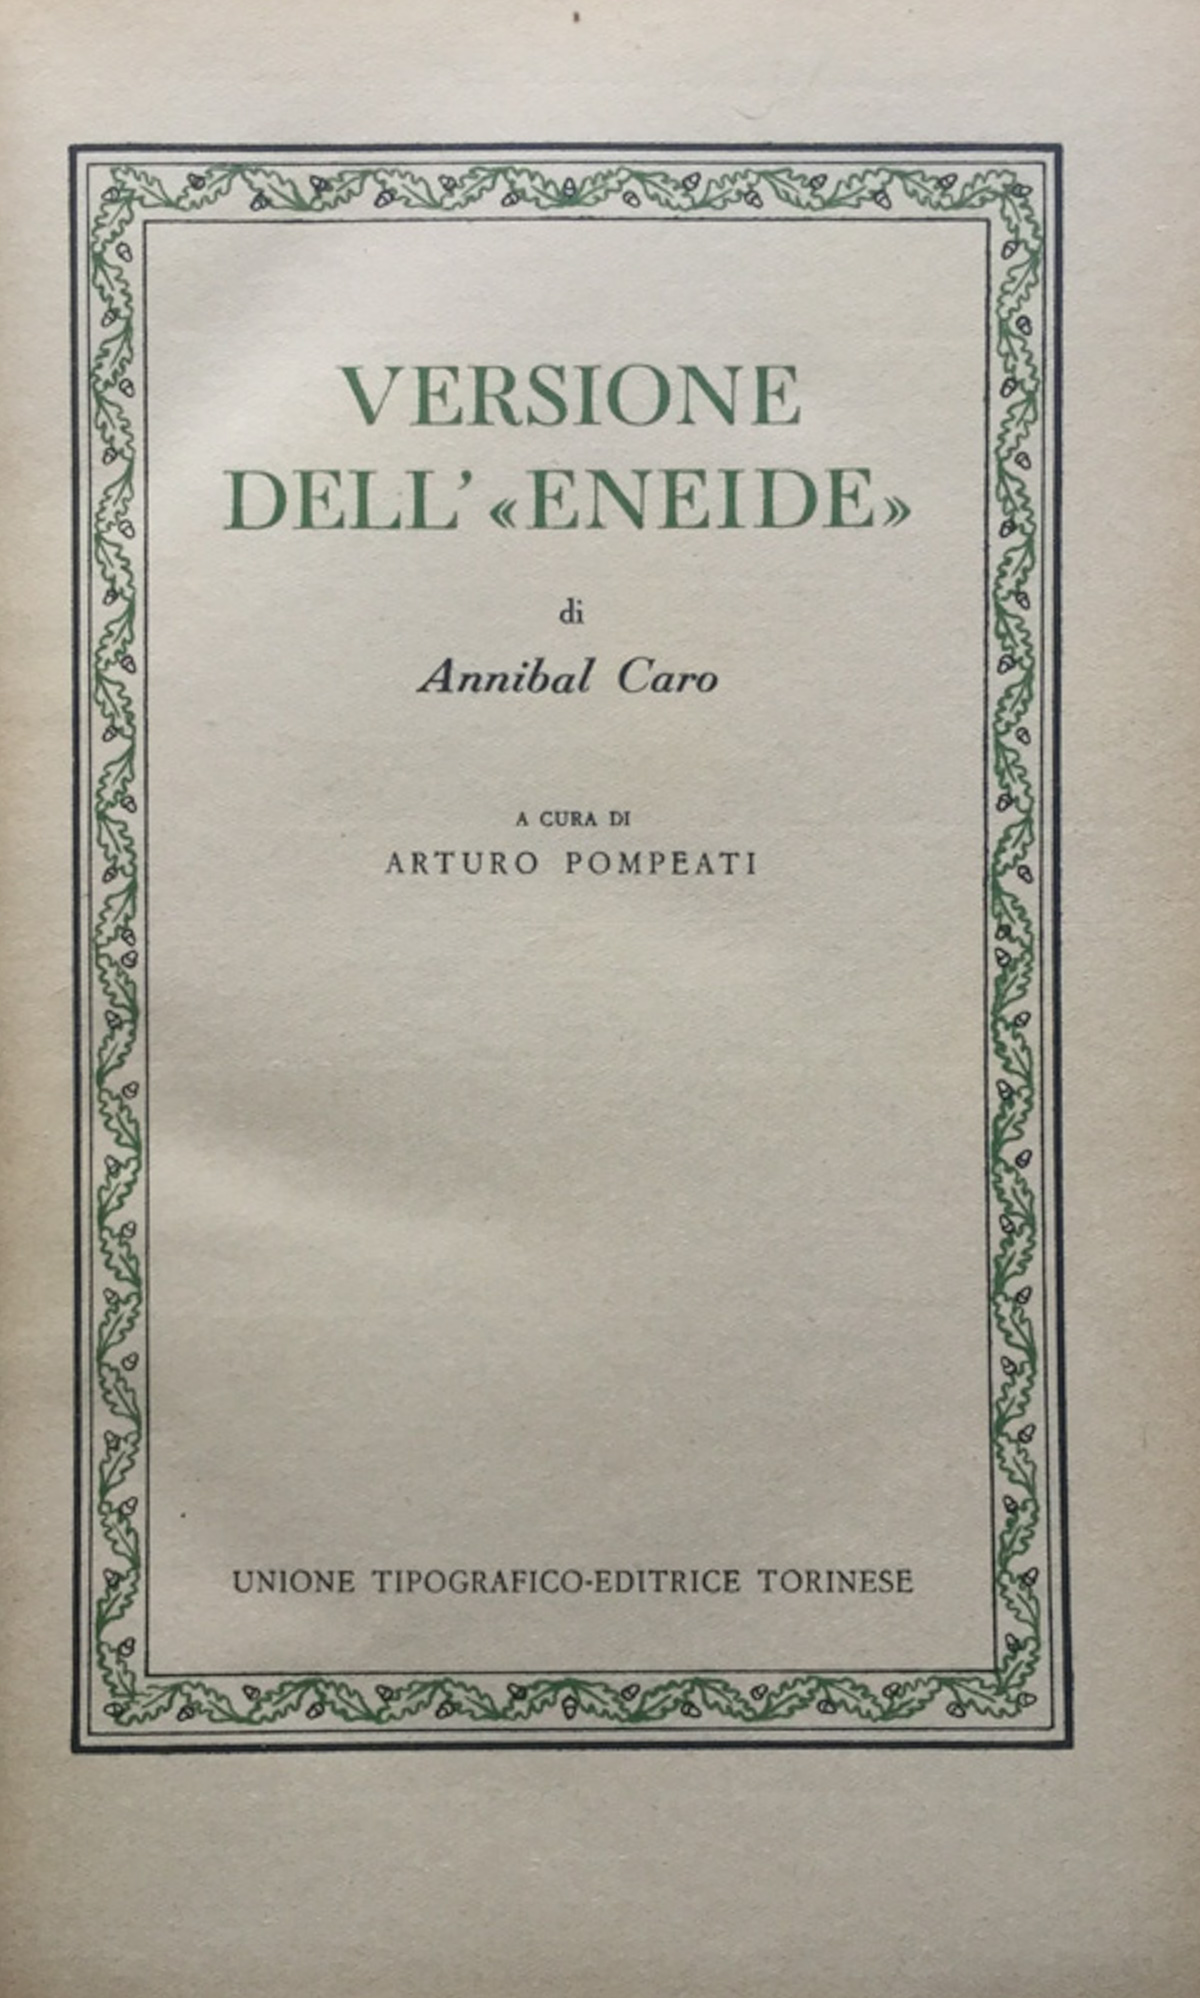 VERSIONE
DELL' «ENEIDE»
di
Annibal Caro
A CURA DI
ARTURO POMPEATI
UNIONE TIPOGRAFICO-EDITRICE TORINESE